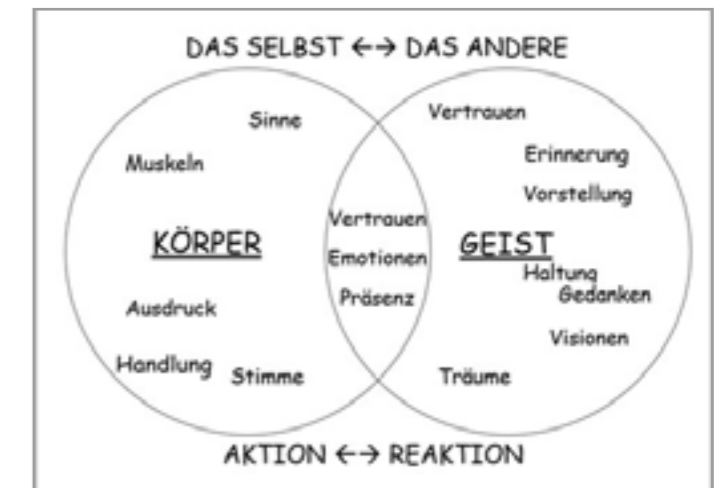 DAS SELBST ←→ DAS ANDERE
Sinne
Muskeln
KÖRPER
Ausdruck
Handlung
Stimme
Vertrauen
Emotionen
Präsenz
Vertrauen
Erinnerung
Vorstellung
GEIST
Haltung
Gedanken
Visionen
Träume
AKTION ←→ REAKTION